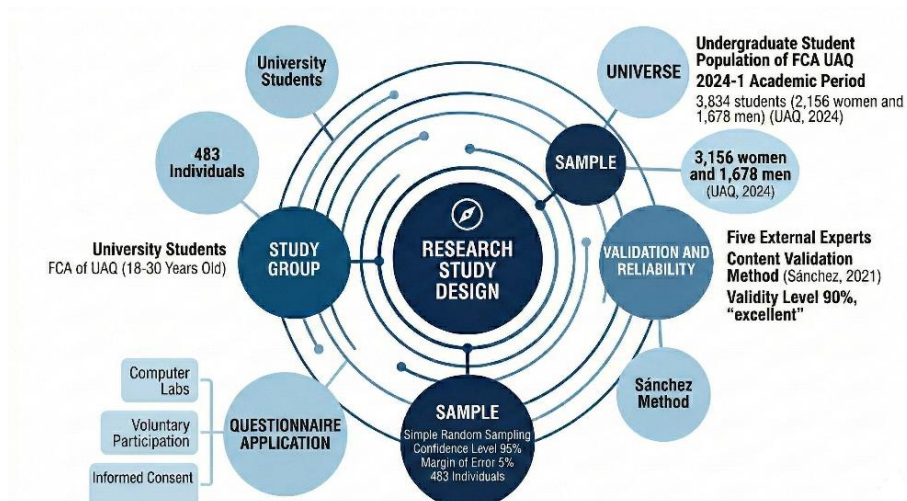 University
Students
483
Individuals
University Students
FCA of UAQ (18-30 Years Old)
STUDY
GROUP
RESEARCH
STUDY
DESIGN
UNIVERSE
Undergraduate Student
Population of FCA UAQ
2024-1 Academic Period
3,834 students (2,156 women and
1,678 men) (UAQ, 2024)
SAMPLE
3,156 women
and 1,678 men
(UAQ, 2024)
VALIDATION AND
RELIABILITY
Five External Experts
Content Validation
Method (Sánchez, 2021)
Validity Level 90%,
“excellent”
Sánchez
Method
SAMPLE
Simple Random Sampling
Confidence Level 95%
Margin of Error 5%
483 Individuals
QUESTIONNAIRE
APPLICATION
Computer
Labs
Voluntary
Participation
Informed Consent